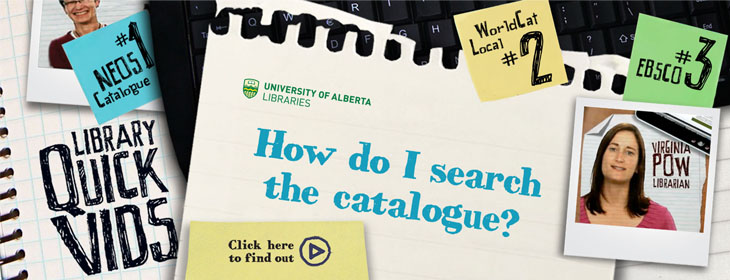 #1
NEOS
Catalogue
WorldCat
Local
#2
#3
EBSCO
UNIVERSITY OF ALBERTA
LIBRARIES
LIBRARY
QUICK
VIDS
How do I search
the catalogue?
VIRGINIA
POW
LIBRARIAN
Click here
to find out